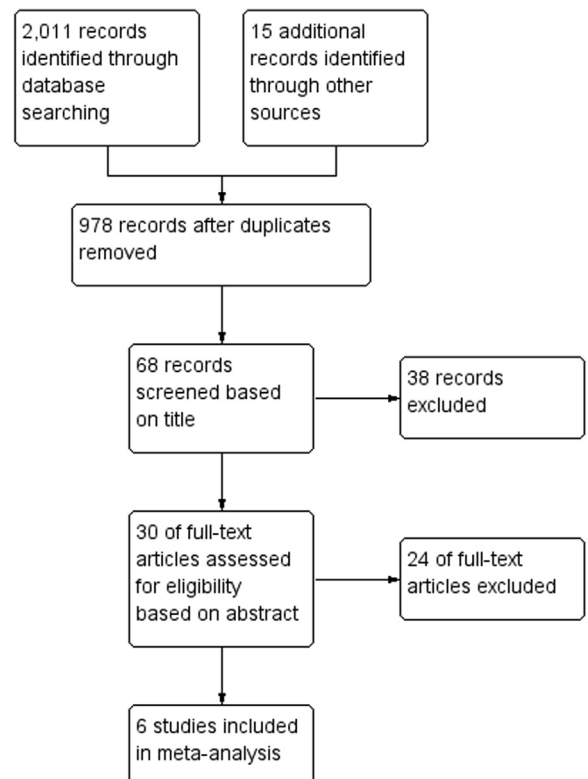 2,011 records
identified through
database
searching
15 additional
records identified
through other
sources
978 records after duplicates
removed
68 records
screened based
on title
38 records
excluded
30 of full-text
articles assessed
for eligibility
based on abstract
24 of full-text
articles excluded
6 studies included
in meta-analysis